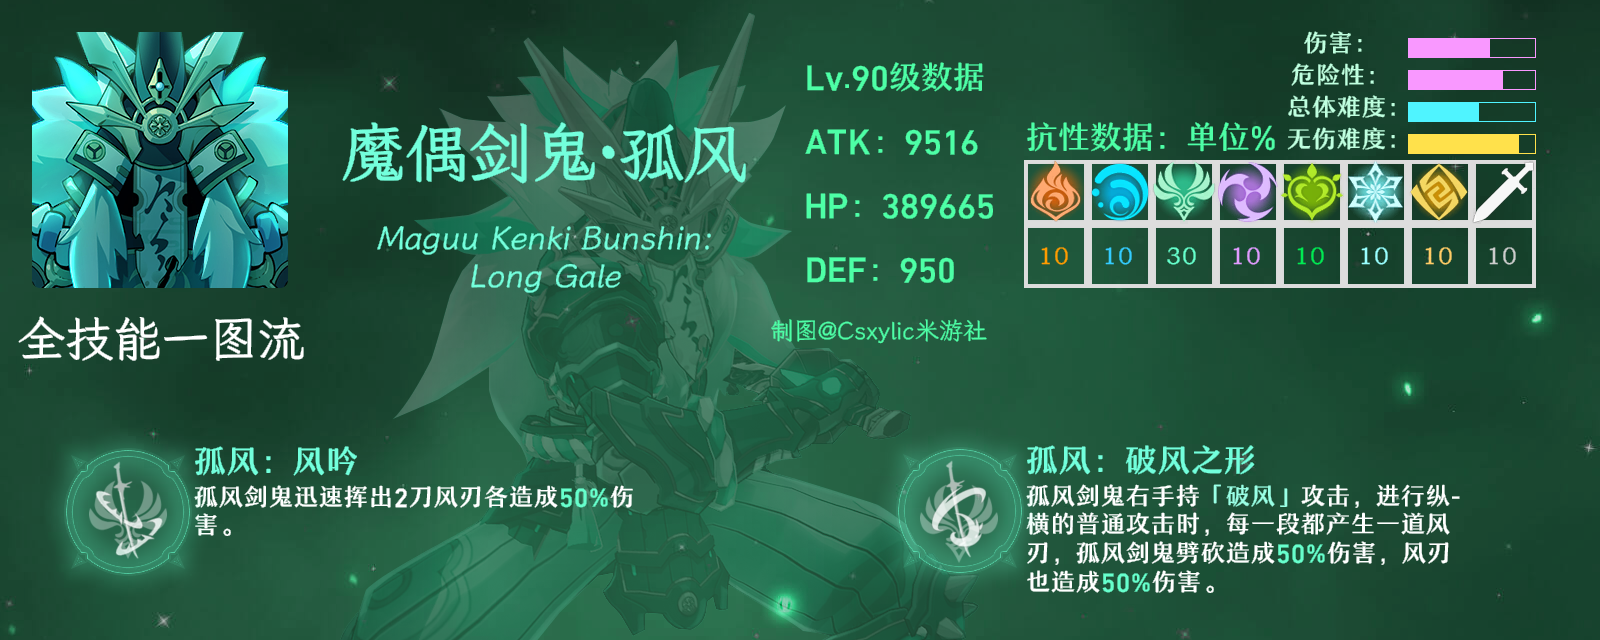 魔偶剑鬼·孤风
Maguu Kenki Bunshin:
Long Gale
全技能一图流
Lv.90级数据
ATK：9516
HP：389665
DEF：950
制图@Csxylic米游社
伤害：
危险性：
总体难度：
无伤难度：
抗性数据：单位%
10 10 30 10 10 10 10 10
孤风：风吟
孤风剑鬼迅速挥出2刀风刃各造成50%伤
害。
孤风：破风之形
孤风剑鬼右手持「破风」攻击，进行纵-
横的普通攻击时，每一段都产生一道风
刃，孤风剑鬼劈砍造成50%伤害，风刃
也造成50%伤害。